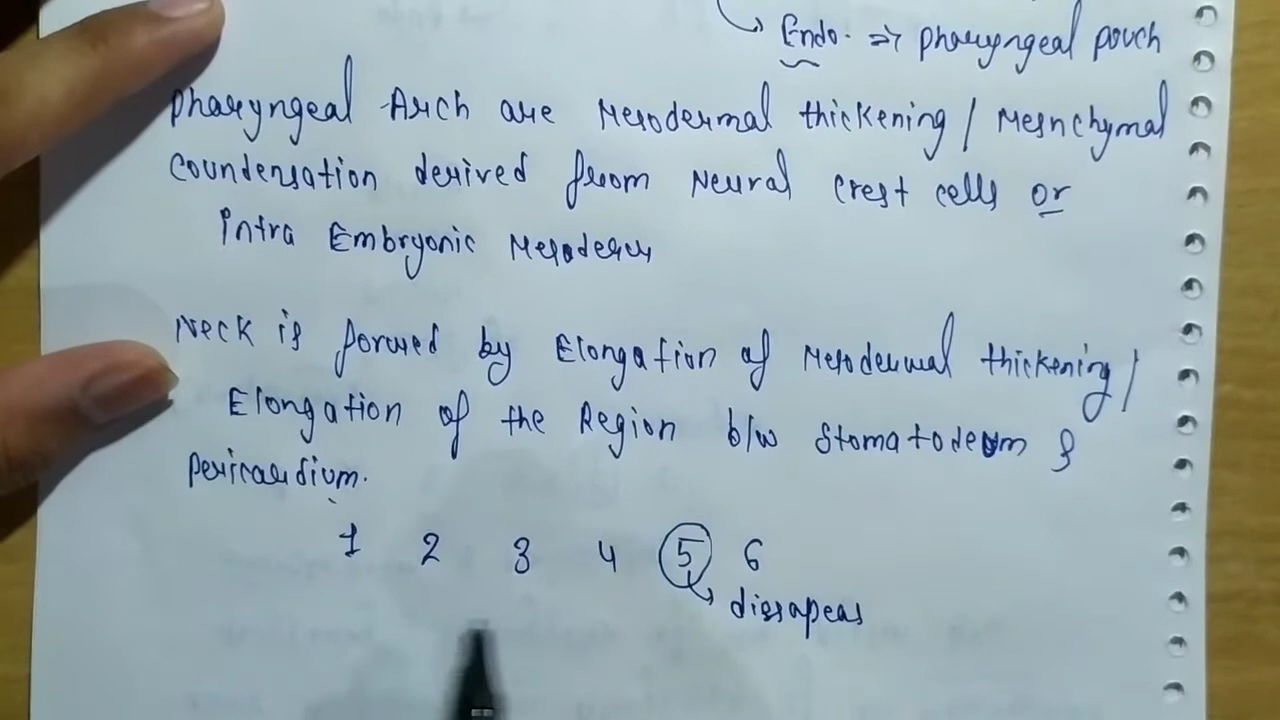 Endo. => pharyngeal pouch
Pharyngeal Arch are Mesodermal thickening / Mesnchymal
Coundensation derived from Neural crest cells or
Intra Embryonic Mesoderm
Neck is formed by Elongation of Mesodermal thickening /
Elongation of the Region b/w Stomatodeum &
Pericardium.
1 2 3 4 5 6
dissapears